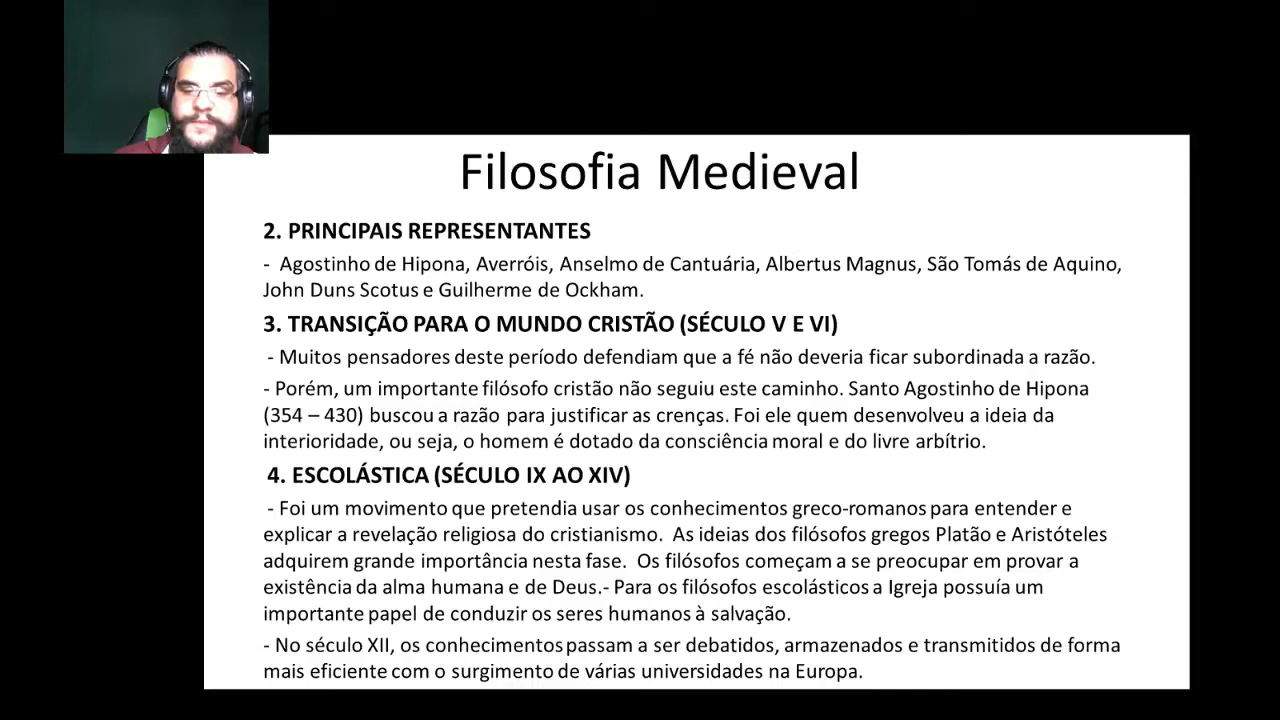 Filosofia Medieval
2. PRINCIPAIS REPRESENTANTES
- Agostinho de Hipona, Averróis, Anselmo de Cantuária, Albertus Magnus, São Tomás de Aquino,
John Duns Scotus e Guilherme de Ockham.
3. TRANSIÇÃO PARA O MUNDO CRISTÃO (SÉCULO V E VI)
- Muitos pensadores deste período defendiam que a fé não deveria ficar subordinada a razão.
- Porém, um importante filósofo cristão não seguiu este caminho. Santo Agostinho de Hipona
(354 – 430) buscou a razão para justificar as crenças. Foi ele quem desenvolveu a ideia da
interioridade, ou seja, o homem é dotado da consciência moral e do livre arbítrio.
4. ESCOLÁSTICA (SÉCULO IX AO XIV)
- Foi um movimento que pretendia usar os conhecimentos greco-romanos para entender e
explicar a revelação religiosa do cristianismo. As ideias dos filósofos gregos Platão e Aristóteles
adquirem grande importância nesta fase. Os filósofos começam a se preocupar em provar a
existência da alma humana e de Deus.- Para os filósofos escolásticos a Igreja possuía um
importante papel de conduzir os seres humanos à salvação.
- No século XII, os conhecimentos passam a ser debatidos, armazenados e transmitidos de forma
mais eficiente com o surgimento de várias universidades na Europa.